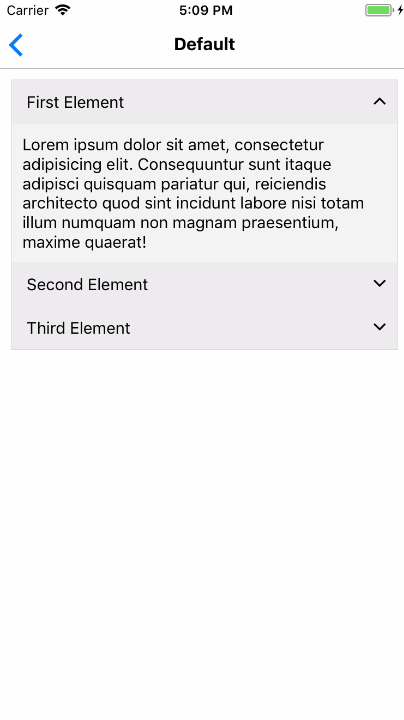 Carrier 5:09 PM
Default
First Element
Lorem ipsum dolor sit amet, consectetur
adipisicing elit. Consequuntur sunt itaque
adipisci quisquam pariatur qui, reiciendis
architecto quod sint incidunt labore nisi totam
illum numquam non magnam praesentium,
maxime quaerat!
Second Element
Third Element